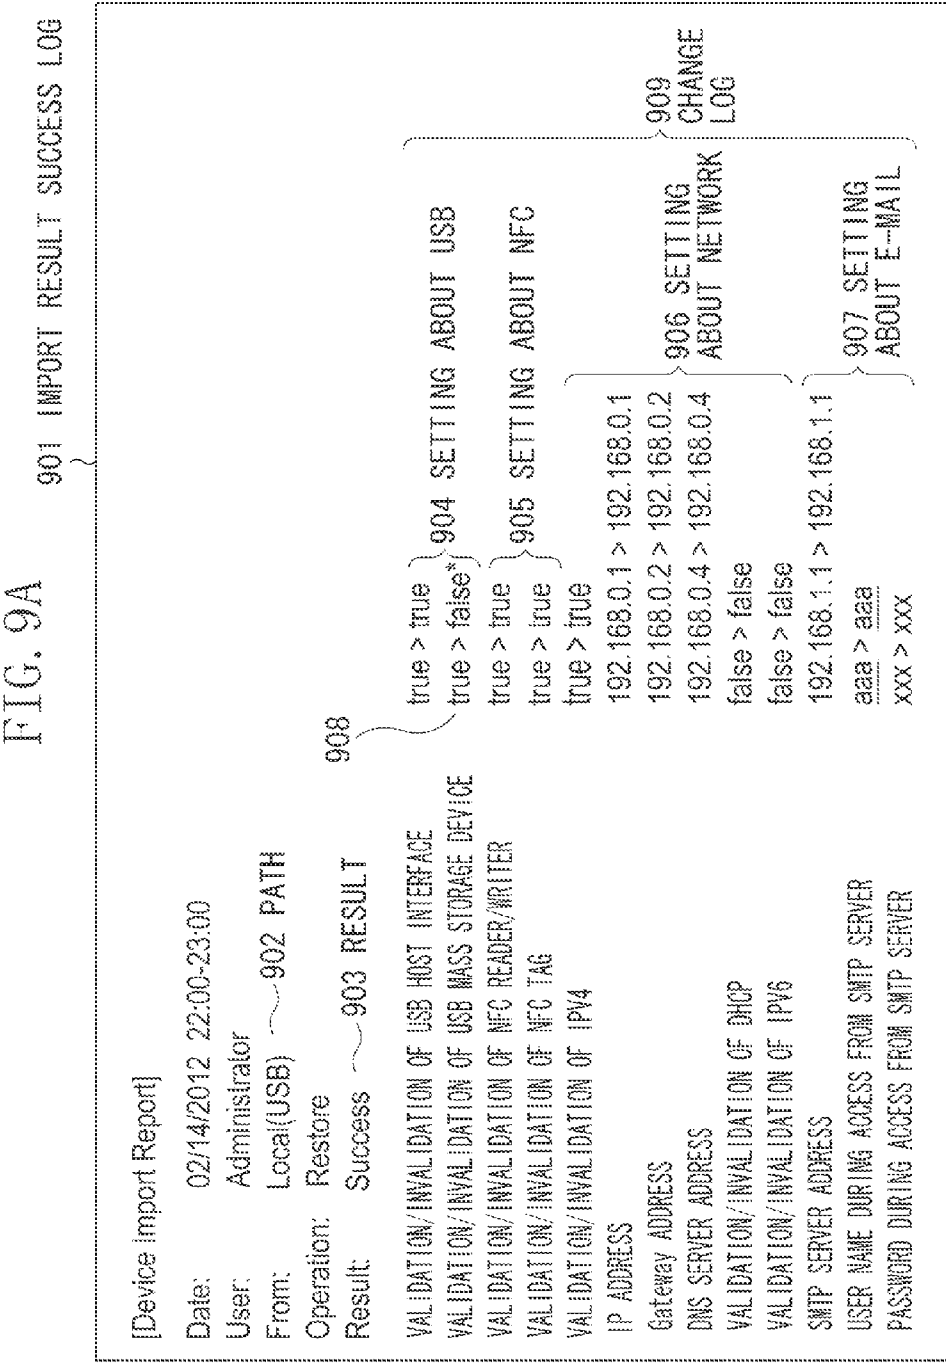 FIG. 9A
901 IMPORT RESULT SUCCESS LOG
[Device Import Report]
Date: 02/14/2012 22:00-23:00
User: Administrator
From: Local(USB) 902 PATH
Operation: Restore
Result: Success 903 RESULT
908
VALIDATION/INVALIDATION OF USB HOST INTERFACE true > true
VALIDATION/INVALIDATION OF USB MASS STORAGE DEVICE true > false*
904 SETTING ABOUT USB
VALIDATION/INVALIDATION OF NFC READER/WRITER true > true
VALIDATION/INVALIDATION OF NFC TAG true > true
905 SETTING ABOUT NFC
VALIDATION/INVALIDATION OF IPV4 true > true
IP ADDRESS 192.168.0.1 > 192.168.0.1
Gateway ADDRESS 192.168.0.2 > 192.168.0.2
DNS SERVER ADDRESS 192.168.0.4 > 192.168.0.4
VALIDATION/INVALIDATION OF DHCP false > false
VALIDATION/INVALIDATION OF IPV6 false > false
906 SETTING
ABOUT NETWORK
SMTP SERVER ADDRESS 192.168.1.1 > 192.168.1.1
USER NAME DURING ACCESS FROM SMTP SERVER aaa > aaa
PASSWORD DURING ACCESS FROM SMTP SERVER xxx > xxx
907 SETTING
ABOUT E-MAIL
909
CHANGE
LOG